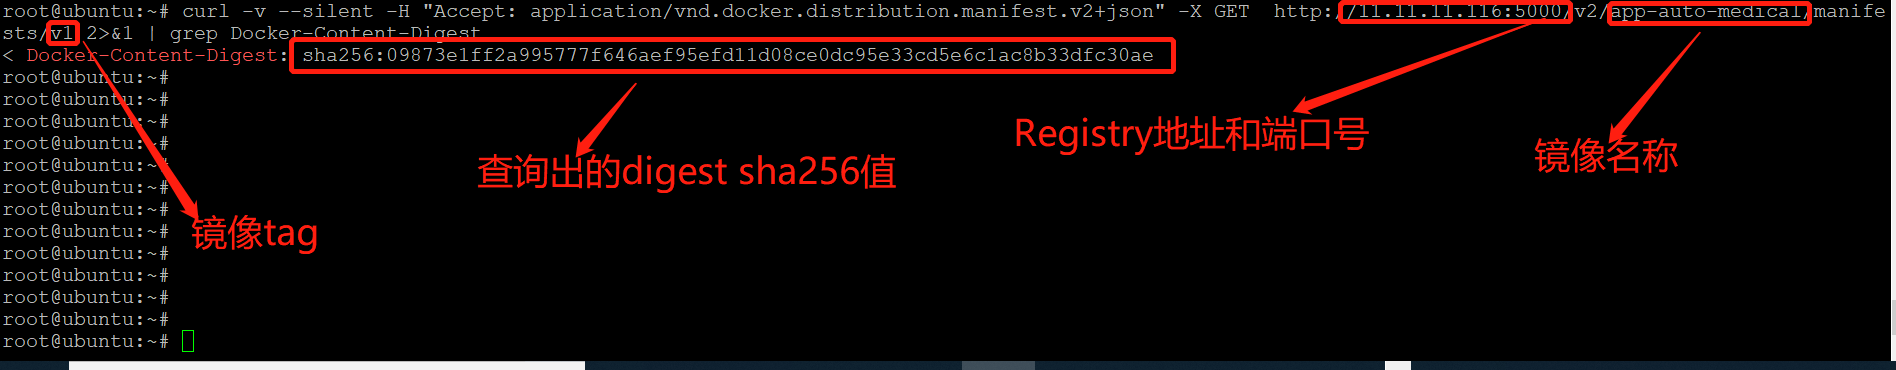 root@ubuntu:~# curl -v --silent -H "Accept: application/vnd.docker.distribution.manifest.v2+json" -X GET  http://11.11.11.116:5000/v2/app-auto-medical/manife
sts/v1 2>&1 | grep Docker-Content-Digest
< Docker-Content-Digest: sha256:09873e1ff2a995777f646aef95efd11d08ce0dc95e33cd5e6c1ac8b33dfc30ae
root@ubuntu:~#
root@ubuntu:~#
root@ubuntu:~#
Registry地址和端口号
root@ubuntu:~#
镜像名称
root@ubuntu:~#
查询出的digest sha256值
root@ubuntu:~#
root@ubuntu:~#
root@ubuntu:~#
镜像tag
root@ubuntu:~#
root@ubuntu:~#
root@ubuntu:~#
root@ubuntu:~#
root@ubuntu:~#